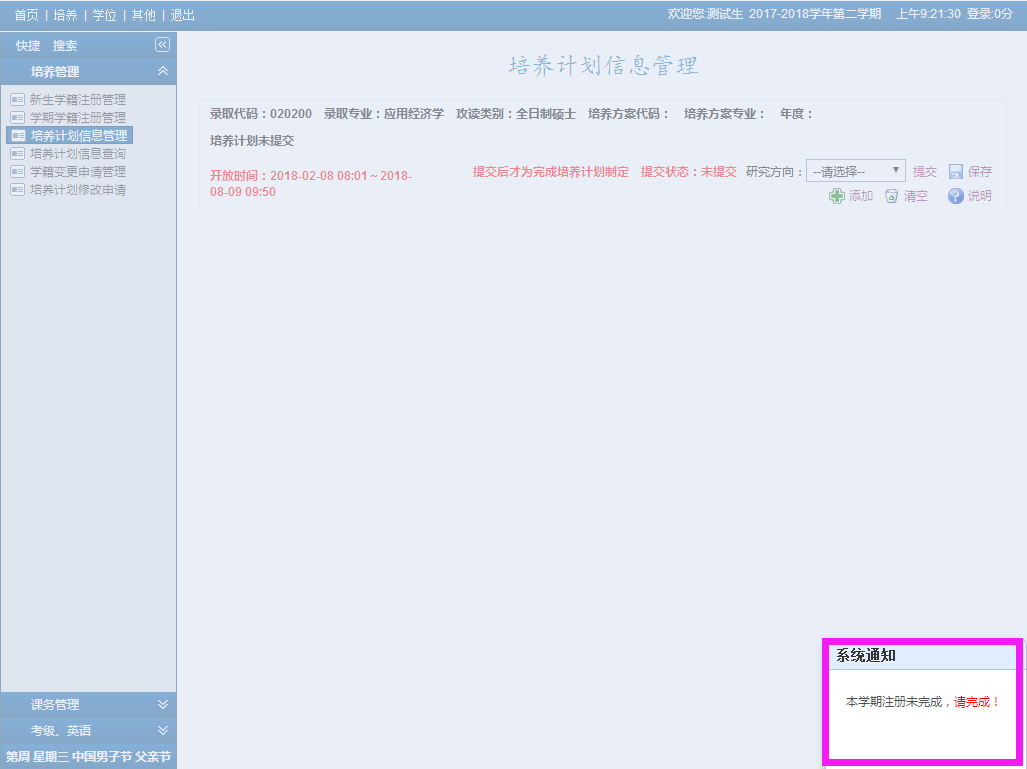 首页 | 培养 | 学位 | 其他 | 退出
欢迎您:测试生 2017-2018学年第二学期 上午9:21:30 登录:0分
快捷 搜索
培养管理
新生学籍注册管理
学期学籍注册管理
培养计划信息管理
培养计划信息查询
学籍变更申请管理
培养计划修改申请
课务管理
考级、英语
第周 星期三 中国男子节 父亲节
培养计划信息管理
录取代码：020200 录取专业：应用经济学 攻读类别：全日制硕士 培养方案代码： 培养方案专业： 年度：
培养计划未提交
开放时间：2018-02-08 08:01～2018-
08-09 09:50
提交后才为完成培养计划制定 提交状态：未提交 研究方向： --请选择-- 提交 保存
添加 清空 说明
系统通知
本学期注册未完成，请完成！